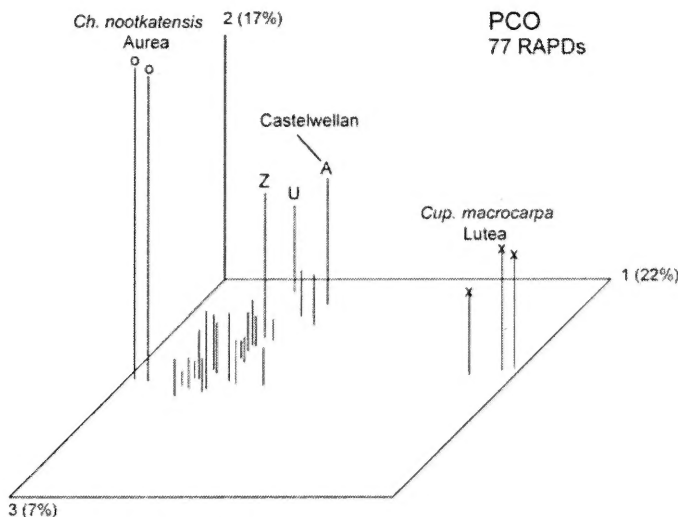 Ch. nootkatensis
Aurea
2 (17%)
PCO
77 RAPDs
o o
Castelwellan
Z U A
Cup. macrocarpa
Lutea
x x x
1 (22%)
3 (7%)